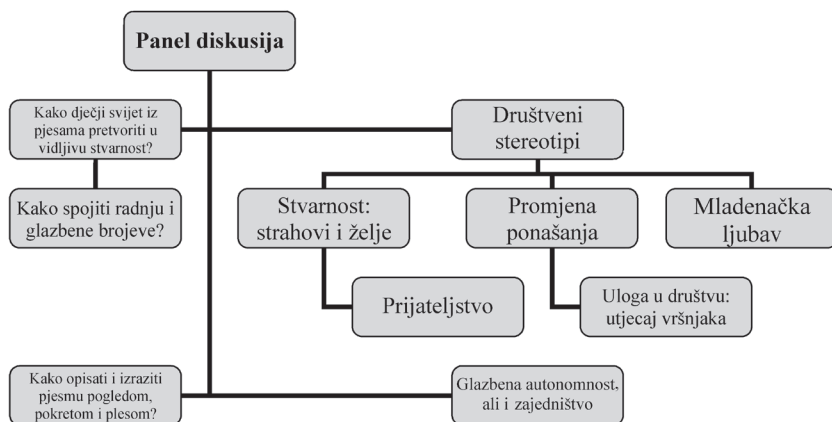 Panel diskusija
Kako dječji svijet iz
pjesama pretvoriti u
vidljivu stvarnost?
Društveni
stereotipi
Kako spojiti radnju i
glazbene brojeve?
Stvarnost:
strahovi i želje
Promjena
ponašanja
Mladenačka
ljubav
Prijateljstvo
Uloga u društvu:
utjecaj vršnjaka
Kako opisati i izraziti
pjesmu pogledom,
pokretom i plesom?
Glazbena autonomnost,
ali i zajedništvo